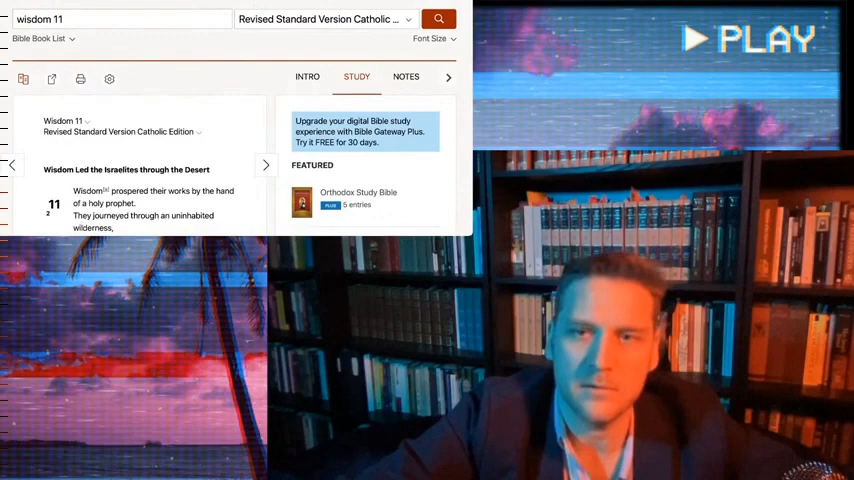 wisdom 11
Revised Standard Version Catholic ...
Bible Book List
Font Size
INTRO
STUDY
NOTES
Wisdom 11
Revised Standard Version Catholic Edition
Wisdom Led the Israelites through the Desert
11 Wisdom[a] prospered their works by the hand
of a holy prophet.
2 They journeyed through an uninhabited
wilderness,
Upgrade your digital Bible study
experience with Bible Gateway Plus.
Try it FREE for 30 days.
FEATURED
Orthodox Study Bible
PLUS 5 entries
PLAY